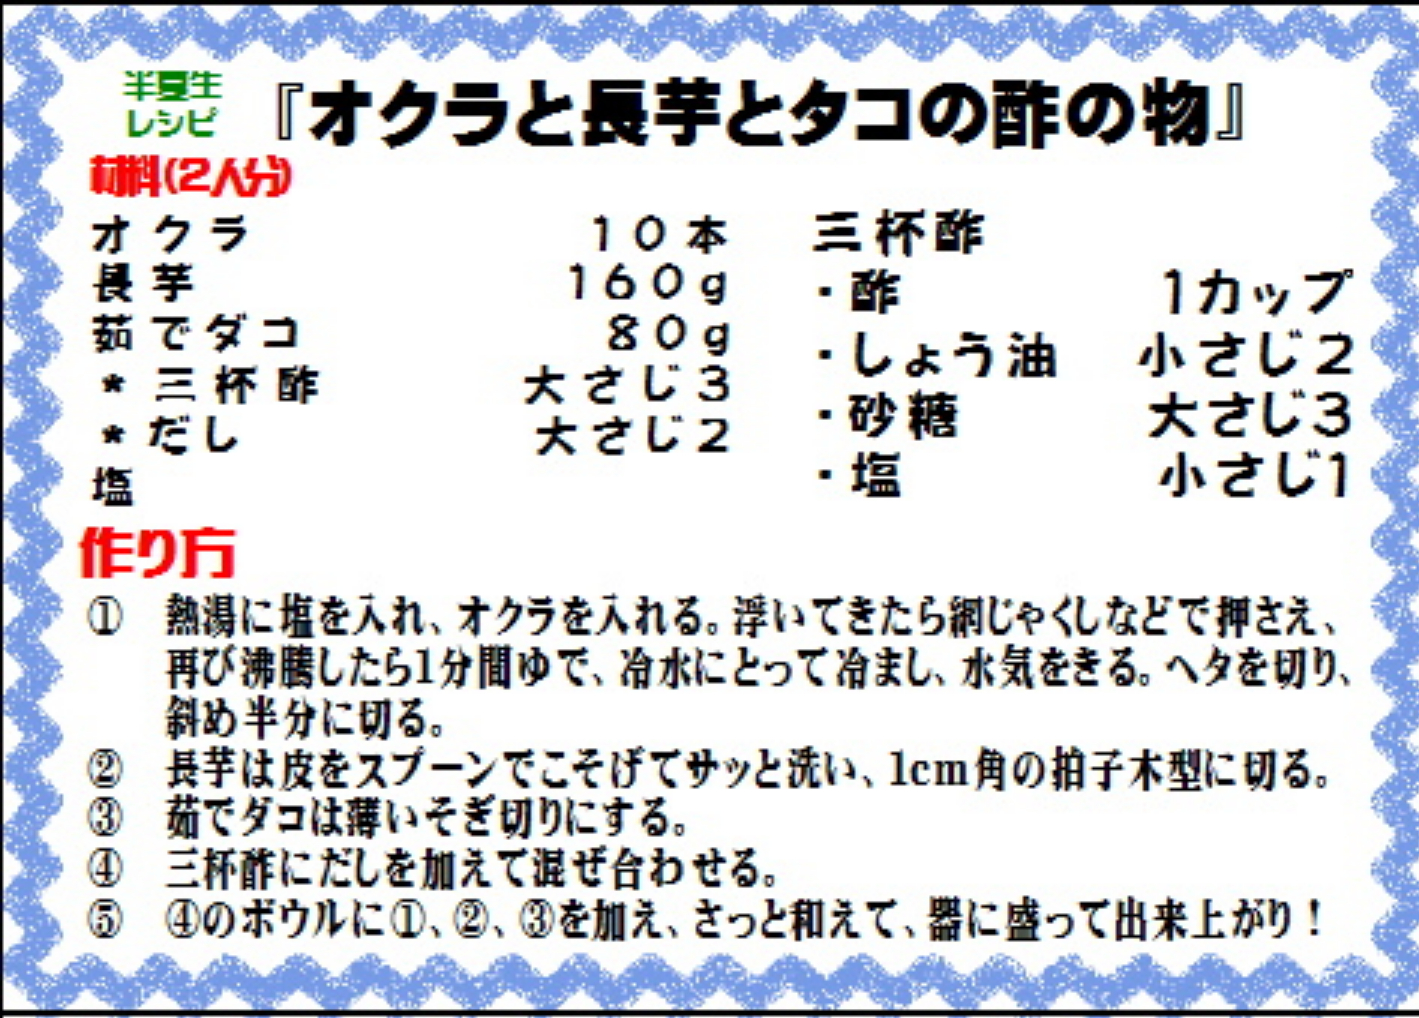 半夏生
レシピ
『オクラと長芋とタコの酢の物』
材料(2人分)
オクラ 10本
長芋 160g
茹でダコ 80g
*三杯酢 大さじ3
*だし 大さじ2
塩
三杯酢
・酢 1カップ
・しょう油 小さじ2
・砂糖 大さじ3
・塩 小さじ1
作り方
① 熱湯に塩を入れ、オクラを入れる。浮いてきたら網じゃくしなどで押さえ、
再び沸騰したら1分間ゆで、冷水にとって冷まし、水気をきる。ヘタを切り、
斜め半分に切る。
② 長芋は皮をスプーンでこそげてサッと洗い、1cm角の拍子木型に切る。
③ 茹でダコは薄いそぎ切りにする。
④ 三杯酢にだしを加えて混ぜ合わせる。
⑤ ④のボウルに①、②、③を加え、さっと和えて、器に盛って出来上がり！